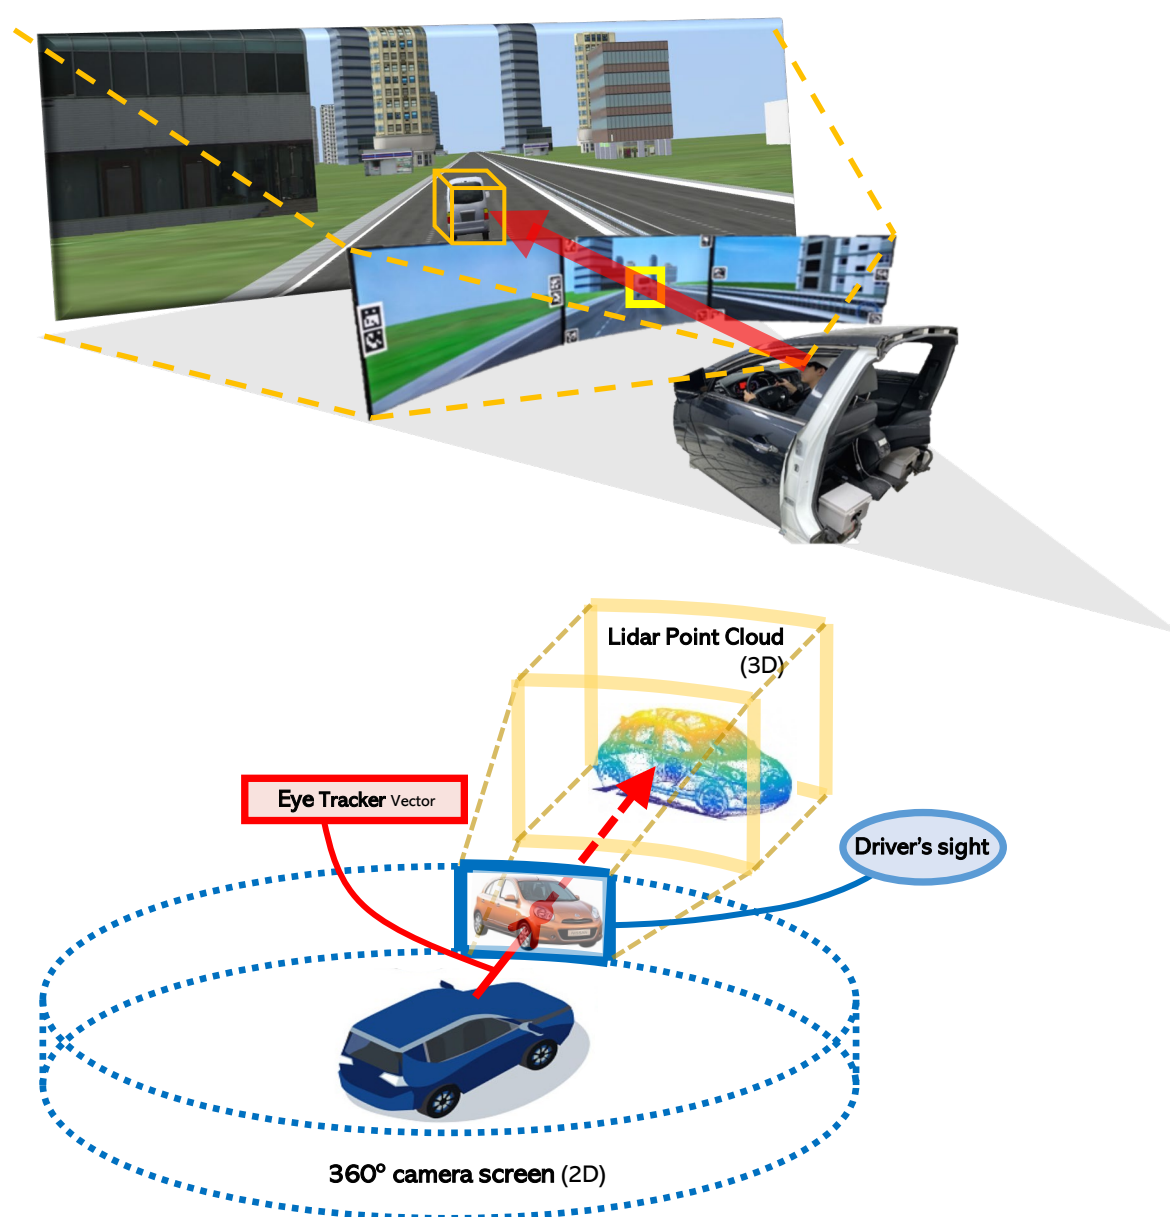 Lidar Point Cloud
(3D)
Eye Tracker Vector
Driver's sight
360° camera screen (2D)